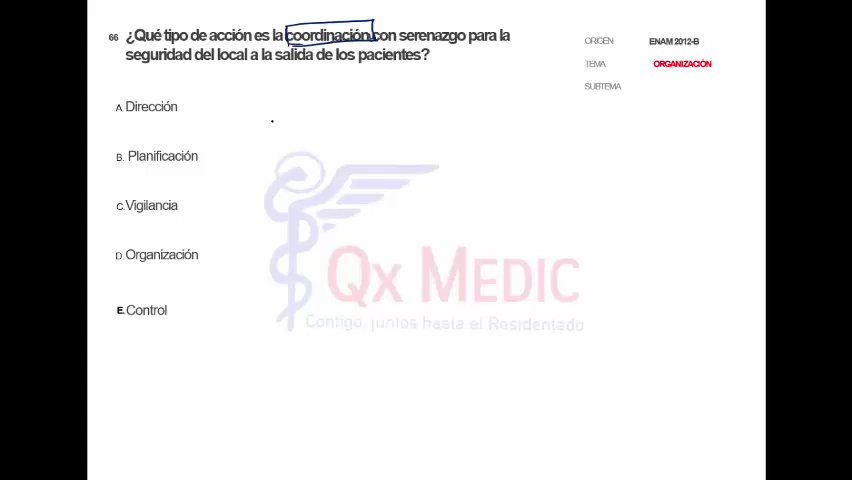 66 ¿Qué tipo de acción es la coordinación con serenazgo para la
seguridad del local a la salida de los pacientes?
ORIGEN ENAM 2012-B
TEMA ORGANIZACIÓN
SUBTEMA
A. Dirección
B. Planificación
C. Vigilancia
D. Organización
E. Control
Qx MEDIC
Contigo, juntos hasta el Residentado